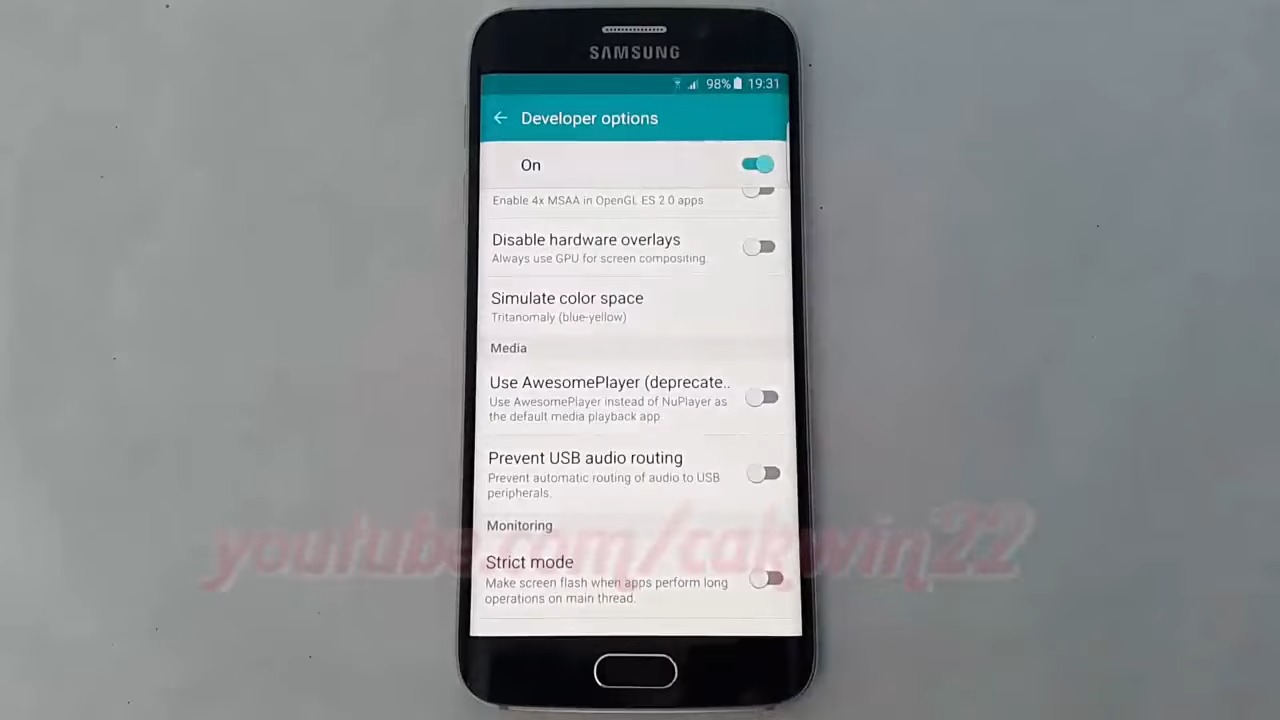 SAMSUNG
98% 19:31
Developer options
On
Enable 4x MSAA in OpenGL ES 2.0 apps
Disable hardware overlays
Always use GPU for screen compositing
Simulate color space
Tritanomaly (blue-yellow)
Media
Use AwesomePlayer (deprecate..
Use AwesomePlayer instead of NuPlayer as
the default media playback app.
Prevent USB audio routing
Prevent automatic routing of audio to USB
peripherals.
Monitoring
youtube.com/cakwin22
Strict mode
Make screen flash when apps perform long
operations on main thread.